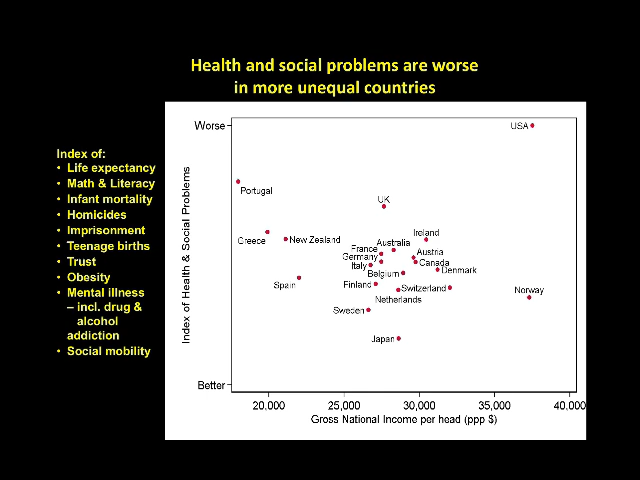 Health and social problems are worse
in more unequal countries
Index of:
• Life expectancy
• Math & Literacy
• Infant mortality
• Homicides
• Imprisonment
• Teenage births
• Trust
• Obesity
• Mental illness
– incl. drug &
alcohol
addiction
• Social mobility
Index of Health & Social Problems
Worse
Better
USA
Portugal
UK
Greece
New Zealand
Ireland
Australia
France
Germany
Austria
Italy
Canada
Belgium
Denmark
Spain
Finland
Switzerland
Netherlands
Norway
Sweden
Japan
20,000
25,000
30,000
35,000
40,000
Gross National Income per head (ppp $)